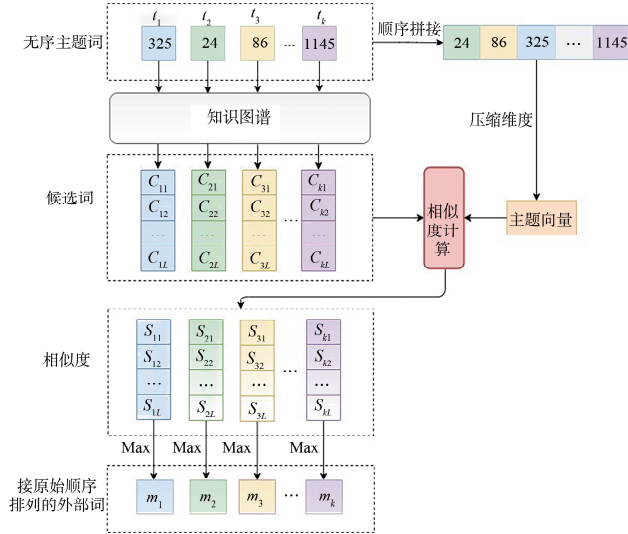 t1 t2 t3 tk
无序主题词 325 24 86 ... 1145 顺序拼接 24 86 325 ... 1145
知识图谱 压缩维度
候选词
C11 C21 C31 Ck1
C12 C22 C32 ... Ck2
... ... ... ...
C1L C2L C3L CkL
相似
度计
算
主题向量
相似度
S11 S21 S31 Sk1
S12 S22 S32 ... Sk2
... ... ... ...
S1L S2L S3L SkL
Max Max Max Max
接原始顺序
排列的外部词
m1 m2 m3 ... mk